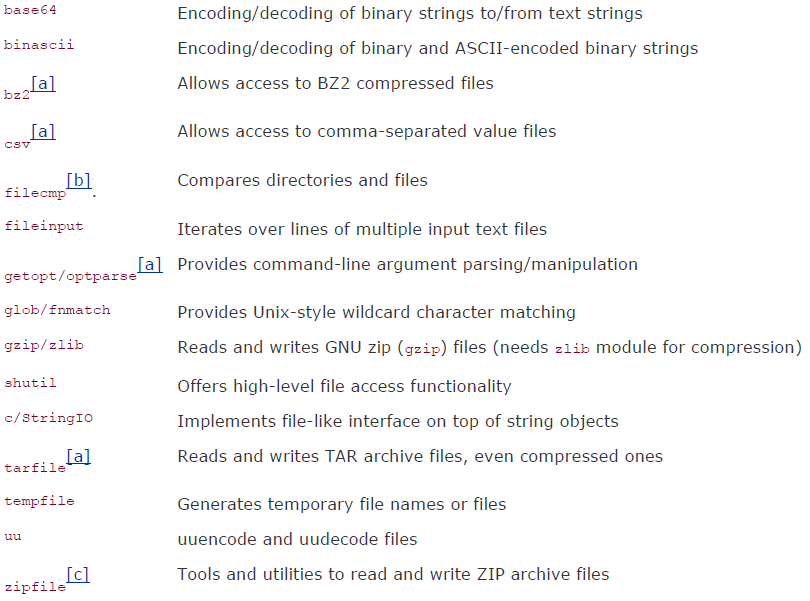 base64 Encoding/decoding of binary strings to/from text strings
binascii Encoding/decoding of binary and ASCII-encoded binary strings
bz2[a] Allows access to BZ2 compressed files
csv[a] Allows access to comma-separated value files
filecmp[b]. Compares directories and files
fileinput Iterates over lines of multiple input text files
getopt/optparse[a] Provides command-line argument parsing/manipulation
glob/fnmatch Provides Unix-style wildcard character matching
gzip/zlib Reads and writes GNU zip (gzip) files (needs zlib module for compression)
shutil Offers high-level file access functionality
c/StringIO Implements file-like interface on top of string objects
tarfile[a] Reads and writes TAR archive files, even compressed ones
tempfile Generates temporary file names or files
uu uuencode and uudecode files
zipfile[c] Tools and utilities to read and write ZIP archive files